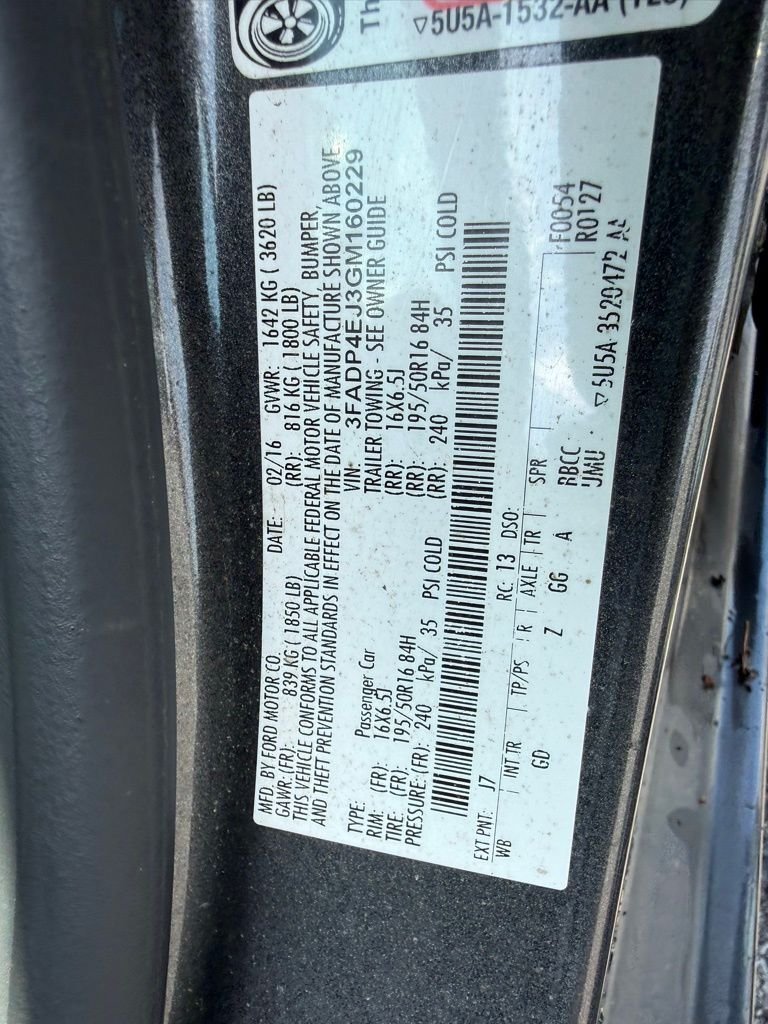 Th
▽5U5A-1532-AA
MFD. BY FORD MOTOR CO. DATE: 02/16 GVWR: 1642 KG ( 3620 LB)
GAWR: (FR): 839 KG ( 1850 LB) (RR): 816 KG ( 1800 LB)
THIS VEHICLE CONFORMS TO ALL APPLICABLE FEDERAL MOTOR VEHICLE SAFETY, BUMPER,
AND THEFT PREVENTION STANDARDS IN EFFECT ON THE DATE OF MANUFACTURE SHOWN ABOVE.
VIN: 3FADP4EJ3GM160229
TYPE: Passenger Car TRAILER TOWING - SEE OWNER GUIDE
RIM: (FR): 16X6.5J (RR): 16X6.5J
TIRE: (FR): 195/50R16 84H (RR): 195/50R16 84H
PRESSURE: (FR): 240 kPa/ 35 PSI COLD (RR): 240 kPa/ 35 PSI COLD
EXT PNT: J7 RC: 13 DSO:
WB INT TR TP/PS R AXLE TR SPR F0054
GD Z GG A BBCC R0127
UMU ▽5U5A-3520472 AA